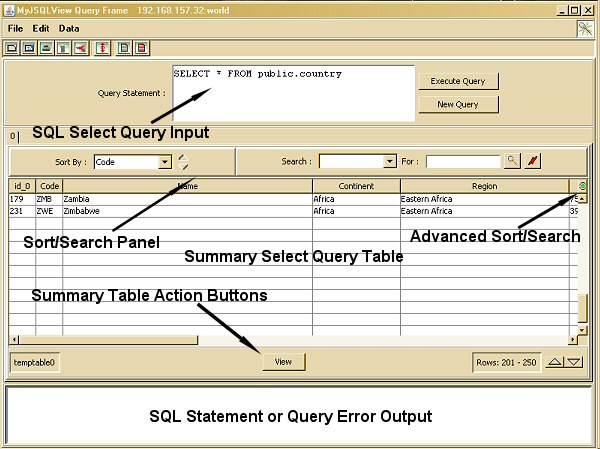 MyJSQLView Query Frame 192.168.157.32:world
File Edit Data
Query Statement :
SELECT * FROM public.country
Execute Query
New Query
SQL Select Query Input
0
Sort By : Code
Search : For :
id_0 Code Name Continent Region
179 ZMB Zambia Africa Eastern Africa 75
231 ZWE Zimbabwe Africa Eastern Africa 39
Sort/Search Panel
Advanced Sort/Search
Summary Select Query Table
Summary Table Action Buttons
temptable0
View
Rows: 201 - 250
SQL Statement or Query Error Output